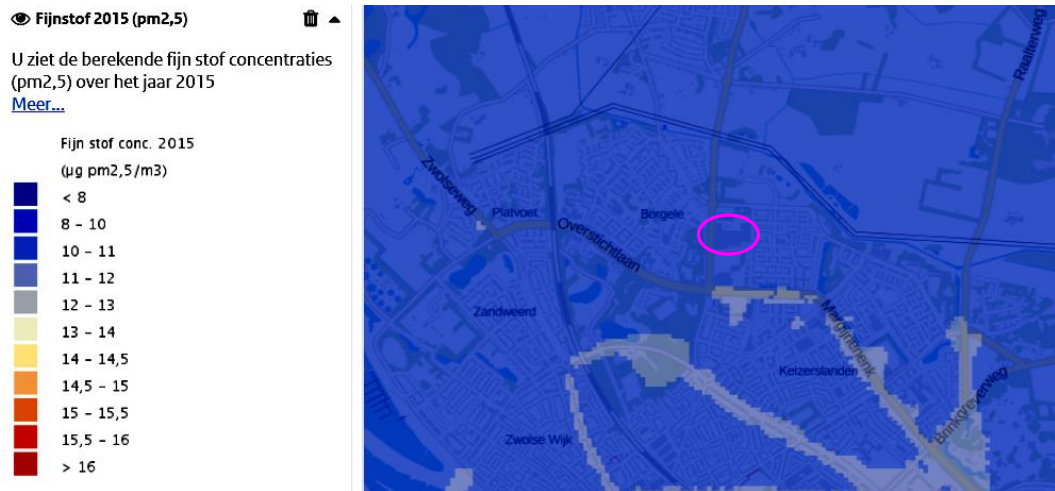 Fijnstof 2015 (pm2,5)
U ziet de berekende fijn stof concentraties
(pm2,5) over het jaar 2015
Meer...
Fijn stof conc. 2015
(µg pm2,5/m3)
< 8
8 - 10
10 - 11
11 - 12
12 - 13
13 - 14
14 - 14,5
14,5 - 15
15 - 15,5
15,5 - 16
> 16
Raalterweg
Zwolseweg
Platvoet
Borgele
Overstichtlaan
Zandweerd
Margijnenenk
Keizerslanden
Brinkgreverweg
Zwolse Wijk